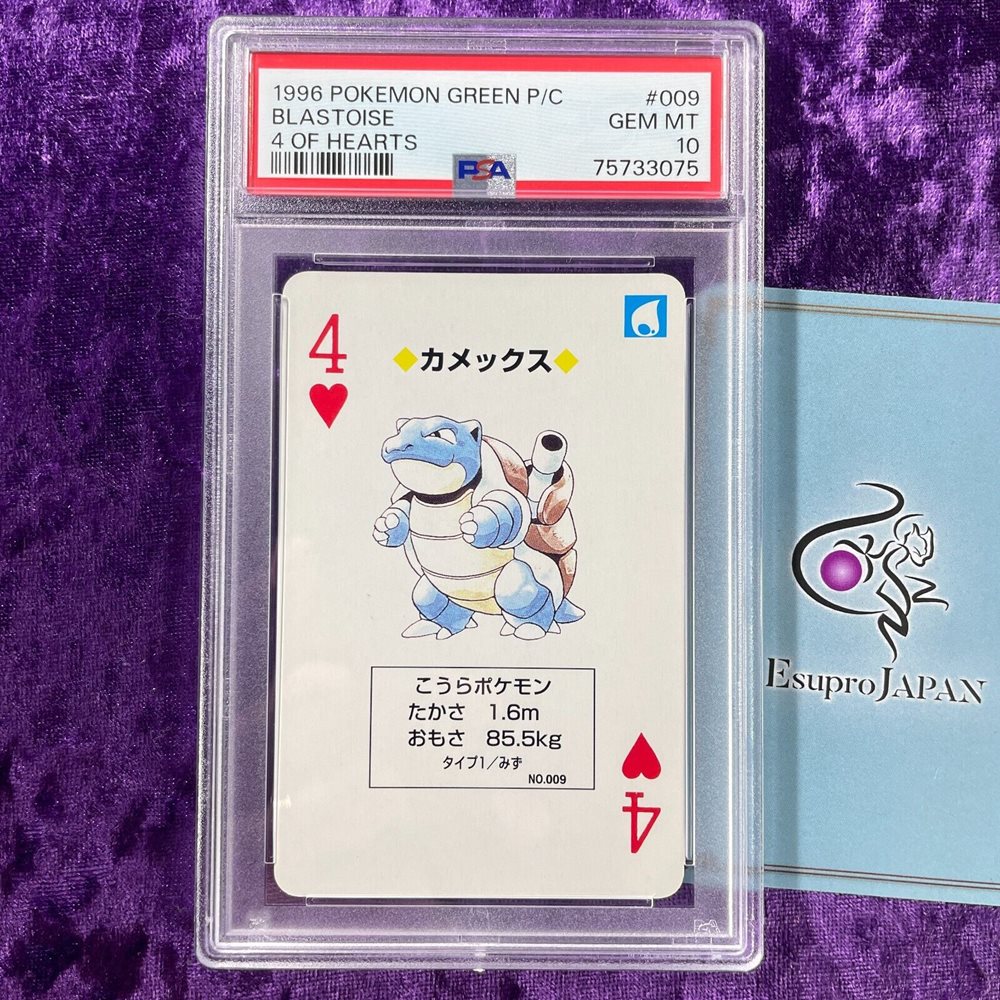 1996 POKEMON GREEN P/C #009
BLASTOISE GEM MT
4 OF HEARTS 10
PSA 75733075
4
◆カメックス◆
こうらポケモン
たかさ 1.6m
おもさ 85.5kg
タイプ1/みず
NO.009
4
EsuproJAPAN